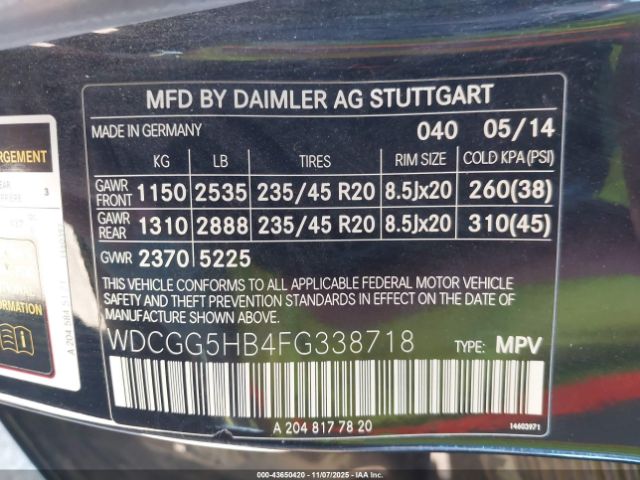 MFD BY DAIMLER AG STUTTGART
MADE IN GERMANY 040 05/14
KG LB TIRES RIM SIZE COLD KPA (PSI)
GAWR FRONT 1150 2535 235/45 R20 8.5Jx20 260(38)
GAWR REAR 1310 2888 235/45 R20 8.5Jx20 310(45)
GVWR 2370 5225
THIS VEHICLE CONFORMS TO ALL APPLICABLE FEDERAL MOTOR VEHICLE
SAFETY AND THEFT PREVENTION STANDARDS IN EFFECT ON THE DATE
OF MANUFACTURE SHOWN ABOVE.
WDCGG5HB4FG338718 TYPE: MPV
A 204 817 78 20
14603971
3
000-43650420 - 11/07/2025 - COPART